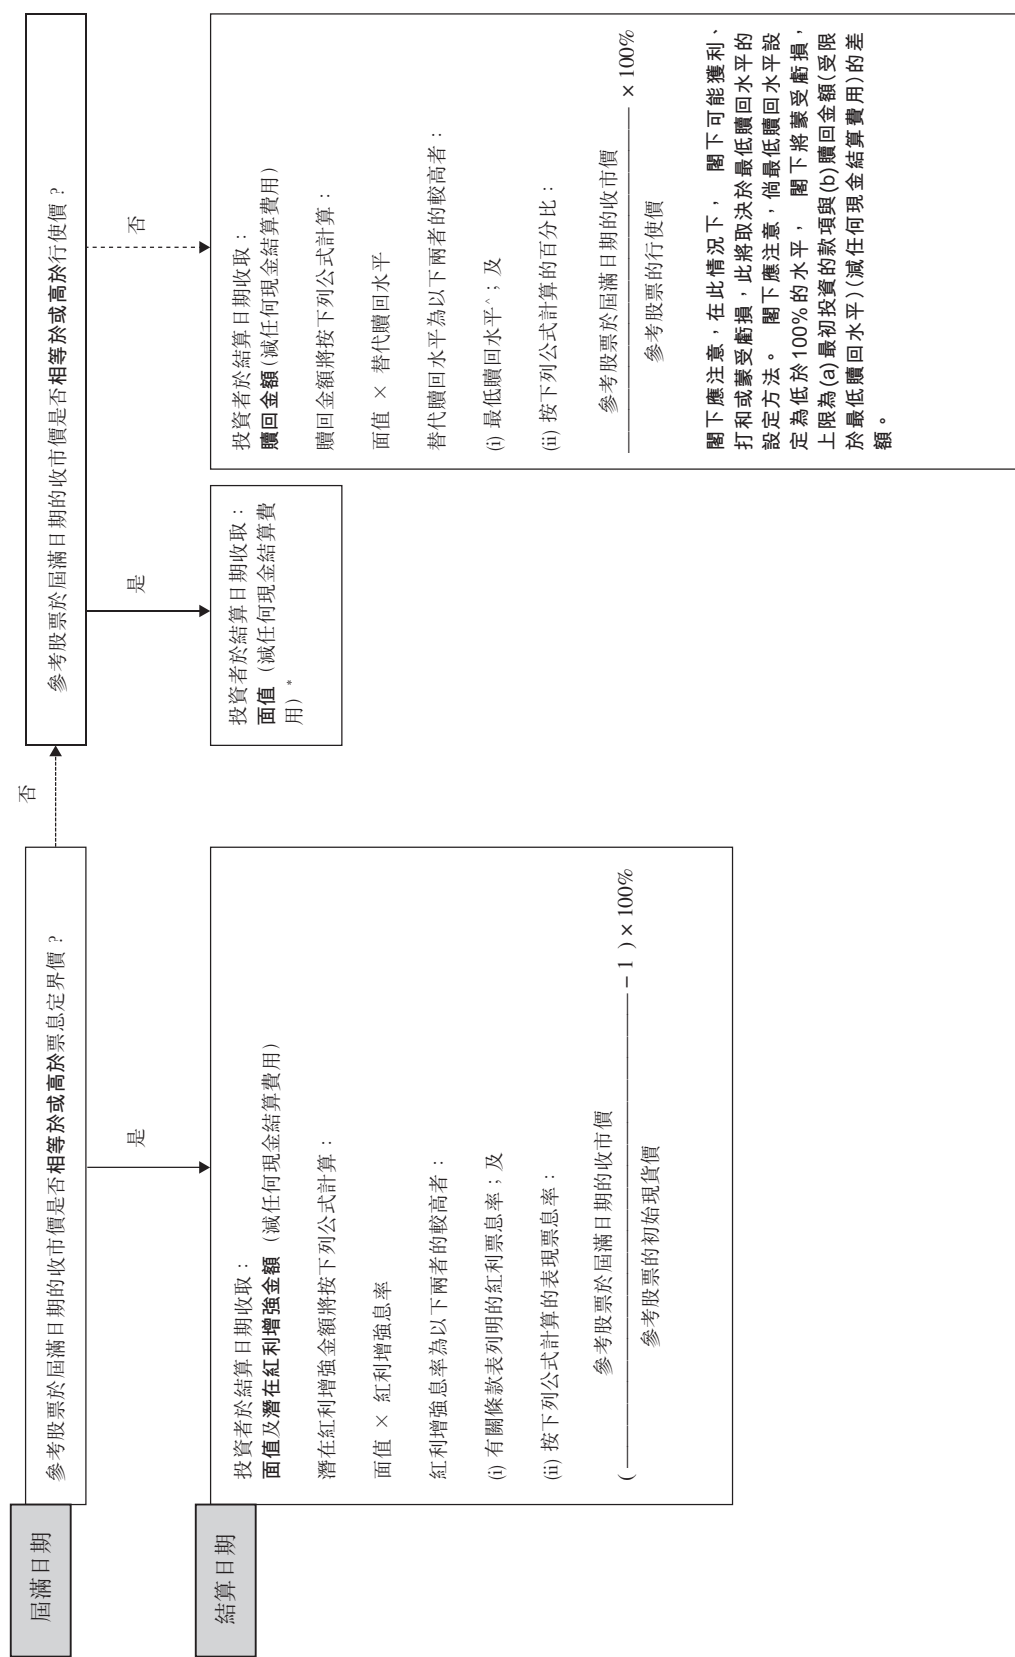 屆滿日期
參考股票於屆滿日期的收市價是否相等於或高於票息定界價？
否
參考股票於屆滿日期的收市價是否相等於或高於行使價？
是
是
否
結算日期
投資者於結算日期收取：
面值及潛在紅利增強金額（減任何現金結算費用）
潛在紅利增強金額將按下列公式計算：
面值 × 紅利增強息率
紅利增強息率為以下兩者的較高者：
(i) 有關條款表列明的紅利票息率；及
(ii) 按下列公式計算的表現票息率：
參考股票於屆滿日期的收市價
( － 1 ) × 100%
參考股票的初始現貨價
投資者於結算日期收取：
面值（減任何現金結算費
用）*
投資者於結算日期收取：
贖回金額(減任何現金結算費用)
贖回金額將按下列公式計算：
面值 × 替代贖回水平
替代贖回水平為以下兩者的較高者：
(i) 最低贖回水平^；及
(ii) 按下列公式計算的百分比：
參考股票於屆滿日期的收市價
× 100%
參考股票的行使價
閣下應注意，在此情況下， 閣下可能獲利、
打和或蒙受虧損，此將取決於最低贖回水平的
設定方法。 閣下應注意，倘最低贖回水平設
定為低於100%的水平， 閣下將蒙受虧損，
上限為(a)最初投資的款項與(b)贖回金額(受限
於最低贖回水平)(減任何現金結算費用)的差
額。